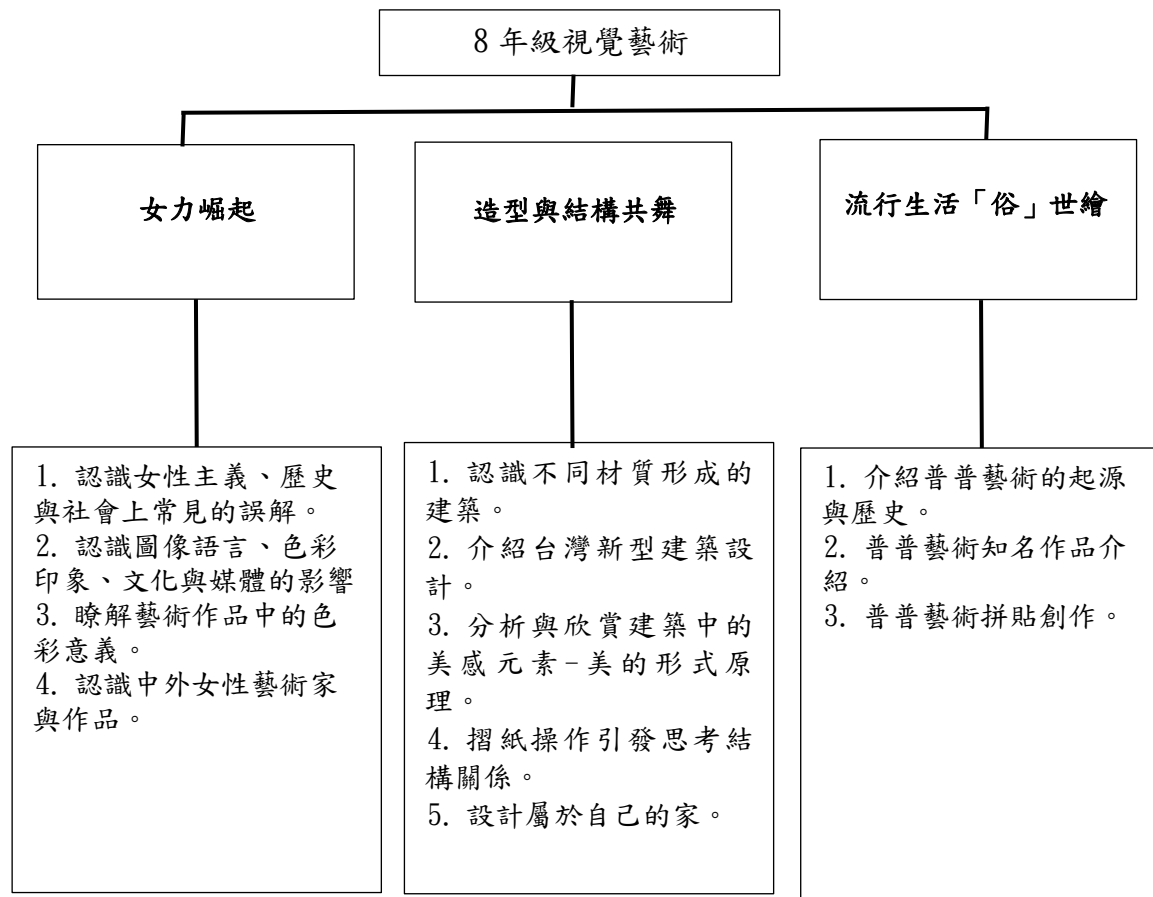 8 年級視覺藝術
女力崛起
造型與結構共舞
流行生活「俗」世繪
1. 認識女性主義、歷史
與社會上常見的誤解。
2. 認識圖像語言、色彩
印象、文化與媒體的影響
3. 瞭解藝術作品中的色
彩意義。
4. 認識中外女性藝術家
與作品。
1. 認識不同材質形成的
建築。
2. 介紹台灣新型建築設
計。
3. 分析與欣賞建築中的
美感元素-美的形式原
理。
4. 摺紙操作引發思考結
構關係。
5. 設計屬於自己的家。
1. 介紹普普藝術的起源
與歷史。
2. 普普藝術知名作品介
紹。
3. 普普藝術拼貼創作。